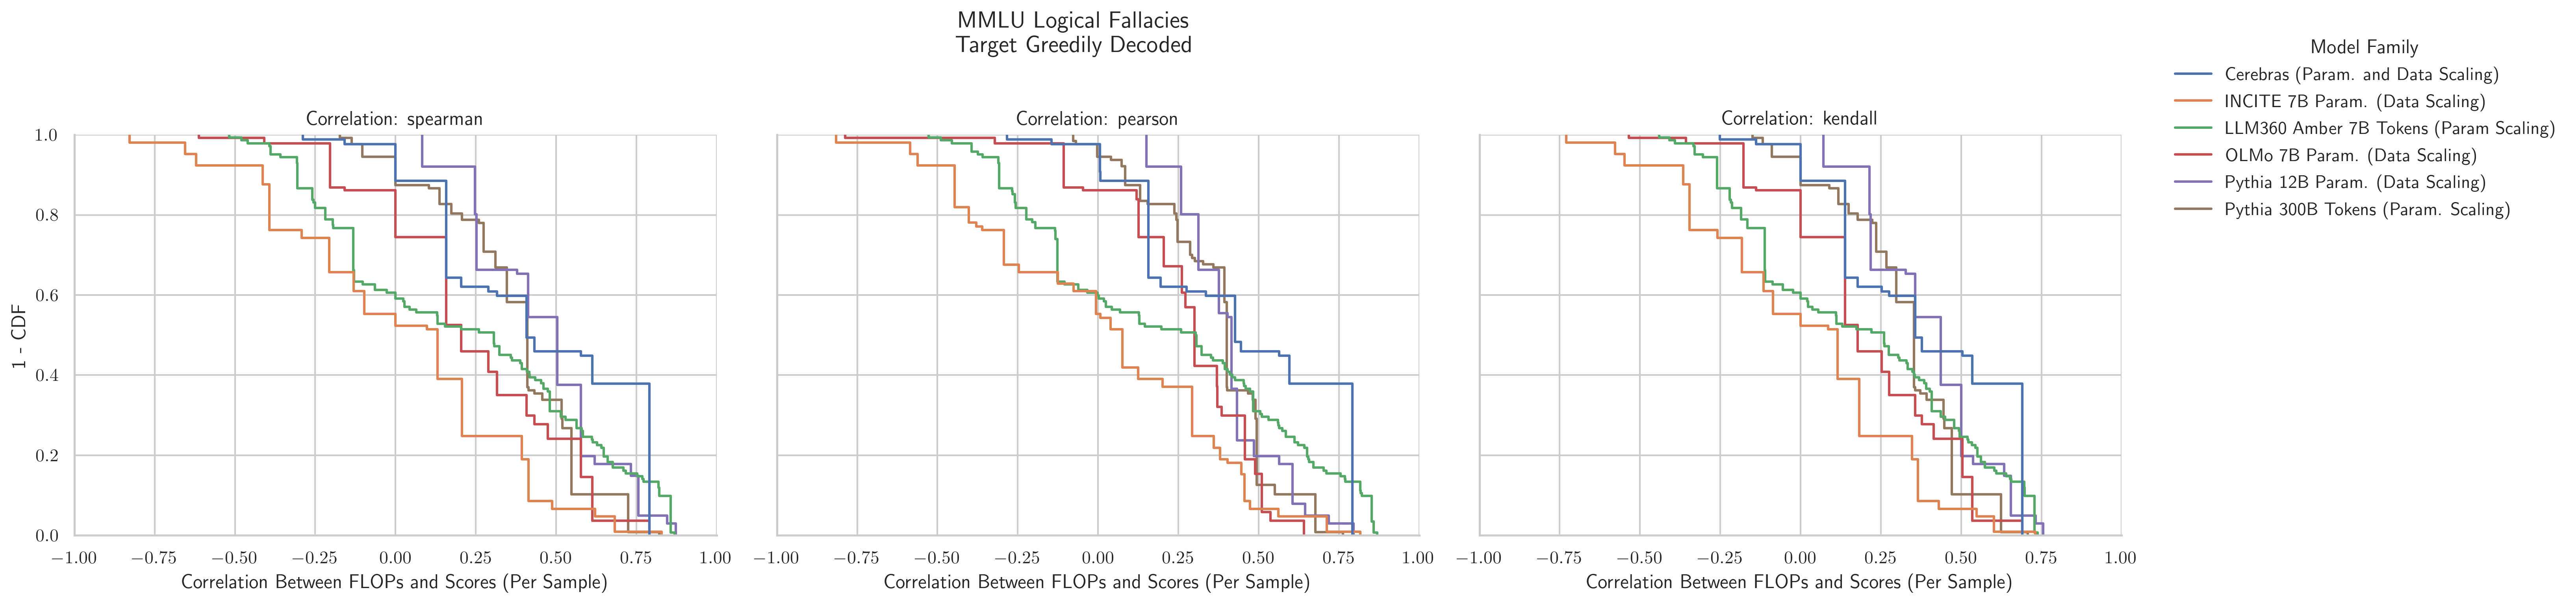 MMLU Logical Fallacies
Target Greedily Decoded
Model Family
Cerebras (Param. and Data Scaling)
INCITE 7B Param. (Data Scaling)
LLM360 Amber 7B Tokens (Param Scaling)
OLMo 7B Param. (Data Scaling)
Pythia 12B Param. (Data Scaling)
Pythia 300B Tokens (Param. Scaling)
Correlation: spearman
1 - CDF
1.0
0.8
0.6
0.4
0.2
0.0
−1.00 −0.75 −0.50 −0.25 0.00 0.25 0.50 0.75 1.00
Correlation Between FLOPs and Scores (Per Sample)
Correlation: pearson
−1.00 −0.75 −0.50 −0.25 0.00 0.25 0.50 0.75 1.00
Correlation Between FLOPs and Scores (Per Sample)
Correlation: kendall
−1.00 −0.75 −0.50 −0.25 0.00 0.25 0.50 0.75 1.00
Correlation Between FLOPs and Scores (Per Sample)